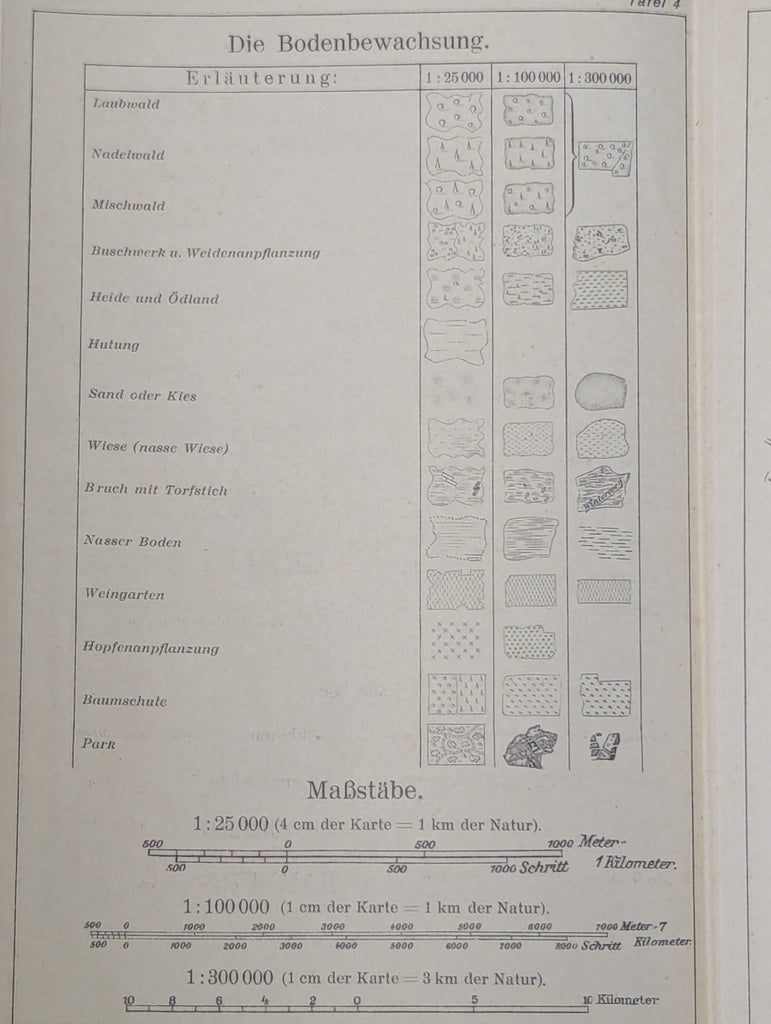 Tafel 4
Die Bodenbewachsung.
Erläuterung: 1:25000 1:100000 1:300000
Laubwald
Nadelwald
Mischwald
Buschwerk u. Weidenanpflanzung
Heide und Ödland
Hutung
Sand oder Kies
Wiese (nasse Wiese)
Bruch mit Torfstich
Winterweg
Nasser Boden
Weingarten
Hopfenanpflanzung
Baumschule
Park
Maßstäbe.
1:25000 (4 cm der Karte = 1 km der Natur).
500 0 500 1000 Meter-
500 0 500 1000 Schritt 1 Kilometer.
1:100000 (1 cm der Karte = 1 km der Natur).
500 0 1000 2000 3000 4000 5000 6000 7000 Meter-7
500 0 1000 2000 3000 4000 5000 6000 7000 8000 Schritt Kilometer.
1:300000 (1 cm der Karte = 3 km der Natur).
10 8 6 4 2 0 5 10 Kilometer